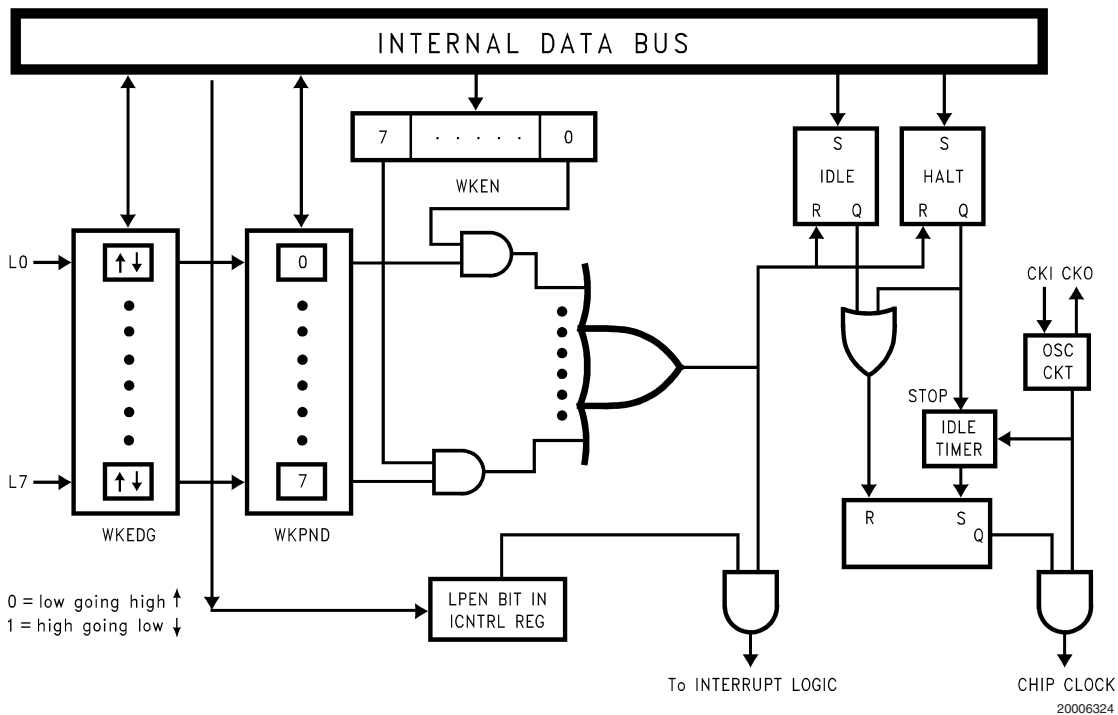 INTERNAL DATA BUS
7 · · · · · 0
WKEN
S
IDLE
R Q
S
HALT
R Q
L0
↑↓
0
CKI CKO
OSC
CKT
STOP
IDLE
TIMER
L7
↑↓
7
WKEDG
WKPND
R S
Q
0 = low going high ↑
1 = high going low ↓
LPEN BIT IN
ICNTRL REG
To INTERRUPT LOGIC
CHIP CLOCK
20006324